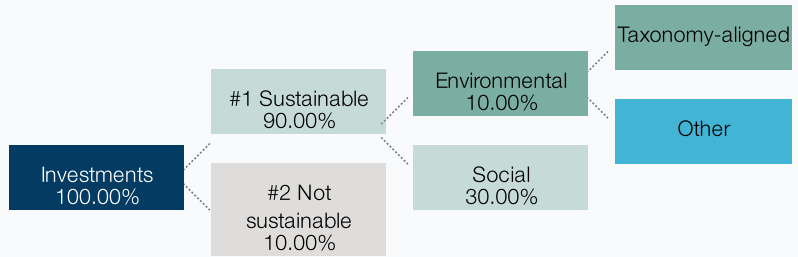 Investments
100.00%
#1 Sustainable
90.00%
#2 Not
sustainable
10.00%
Environmental
10.00%
Social
30.00%
Taxonomy-aligned
Other